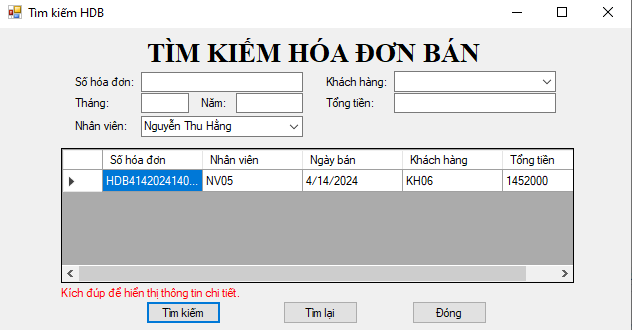 Tìm kiếm HDB
TÌM KIẾM HÓA ĐƠN BÁN
Số hóa đơn: Khách hàng:
Tháng: Năm: Tổng tiền:
Nhân viên: Nguyễn Thu Hằng
Số hóa đơn Nhân viên Ngày bán Khách hàng Tổng tiền
HDB4142024140... NV05 4/14/2024 KH06 1452000
Kích đúp để hiển thị thông tin chi tiết.
Tìm kiếm Tìm lại Đóng